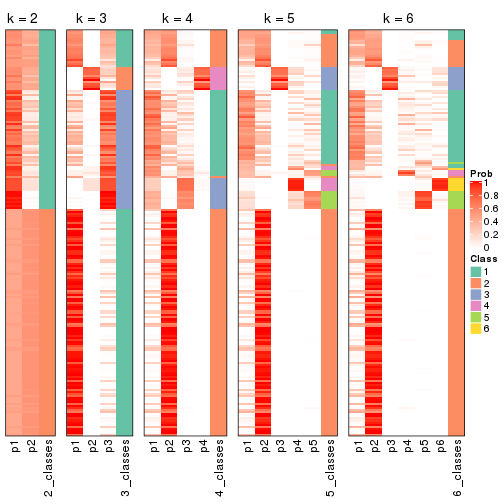 k = 2
k = 3
k = 4
k = 5
k = 6
Prob
1
0.8
0.6
0.4
0.2
0
Class
1
2
3
4
5
6
p1
p2
2_classes
p1
p2
p3
3_classes
p1
p2
p3
p4
4_classes
p1
p2
p3
p4
p5
5_classes
p1
p2
p3
p4
p5
p6
6_classes